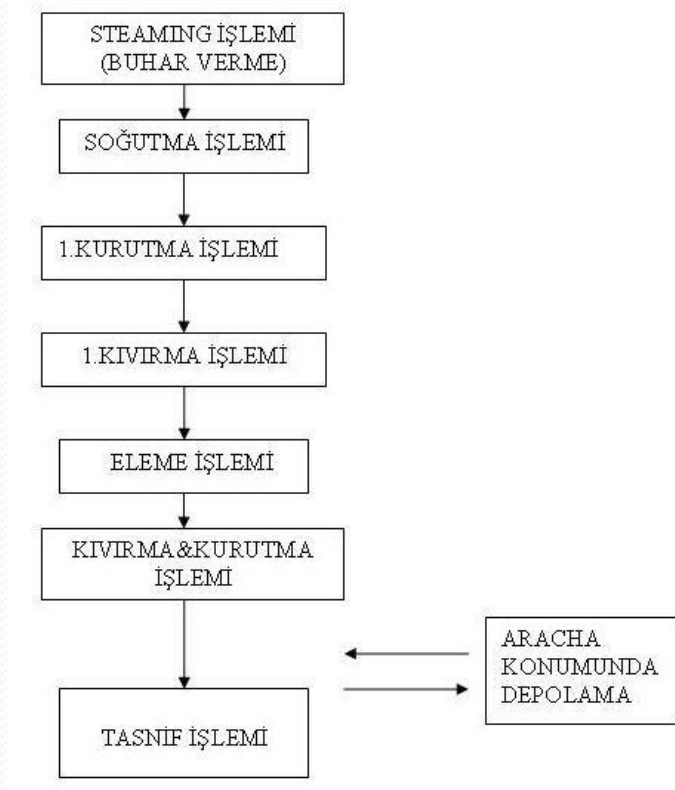 STEAMING İŞLEMİ
(BUHAR VERME)
SOĞUTMA İŞLEMİ
1.KURUTMA İŞLEMİ
1.KIVIRMA İŞLEMİ
ELEME İŞLEMİ
KIVIRMA&KURUTMA
İŞLEMİ
ARACHA
KONUMUNDA
DEPOLAMA
TASNİF İŞLEMİ